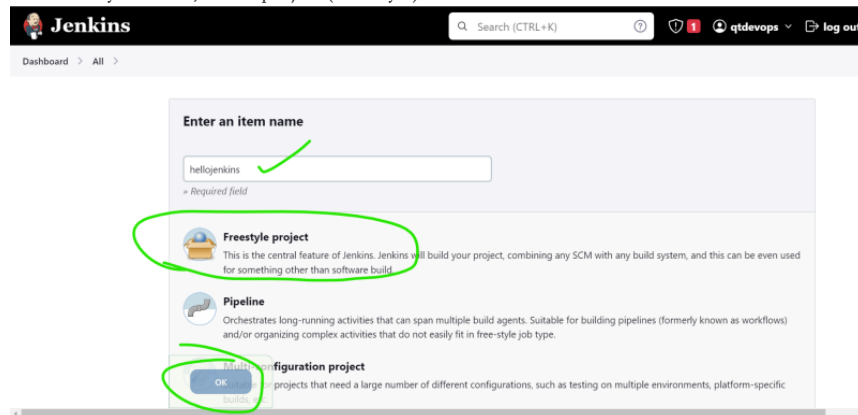 Jenkins
Search (CTRL+K)
1
qtdevops
log out
Dashboard > All >
Enter an item name
hellojenkins
» Required field
Freestyle project
This is the central feature of Jenkins. Jenkins will build your project, combining any SCM with any build system, and this can be even used
for something other than software build.
Pipeline
Orchestrates long-running activities that can span multiple build agents. Suitable for building pipelines (formerly known as workflows)
and/or organizing complex activities that do not easily fit in free-style job type.
Multi-configuration project
OK
projects that need a large number of different configurations, such as testing on multiple environments, platform-specific
builds, etc.